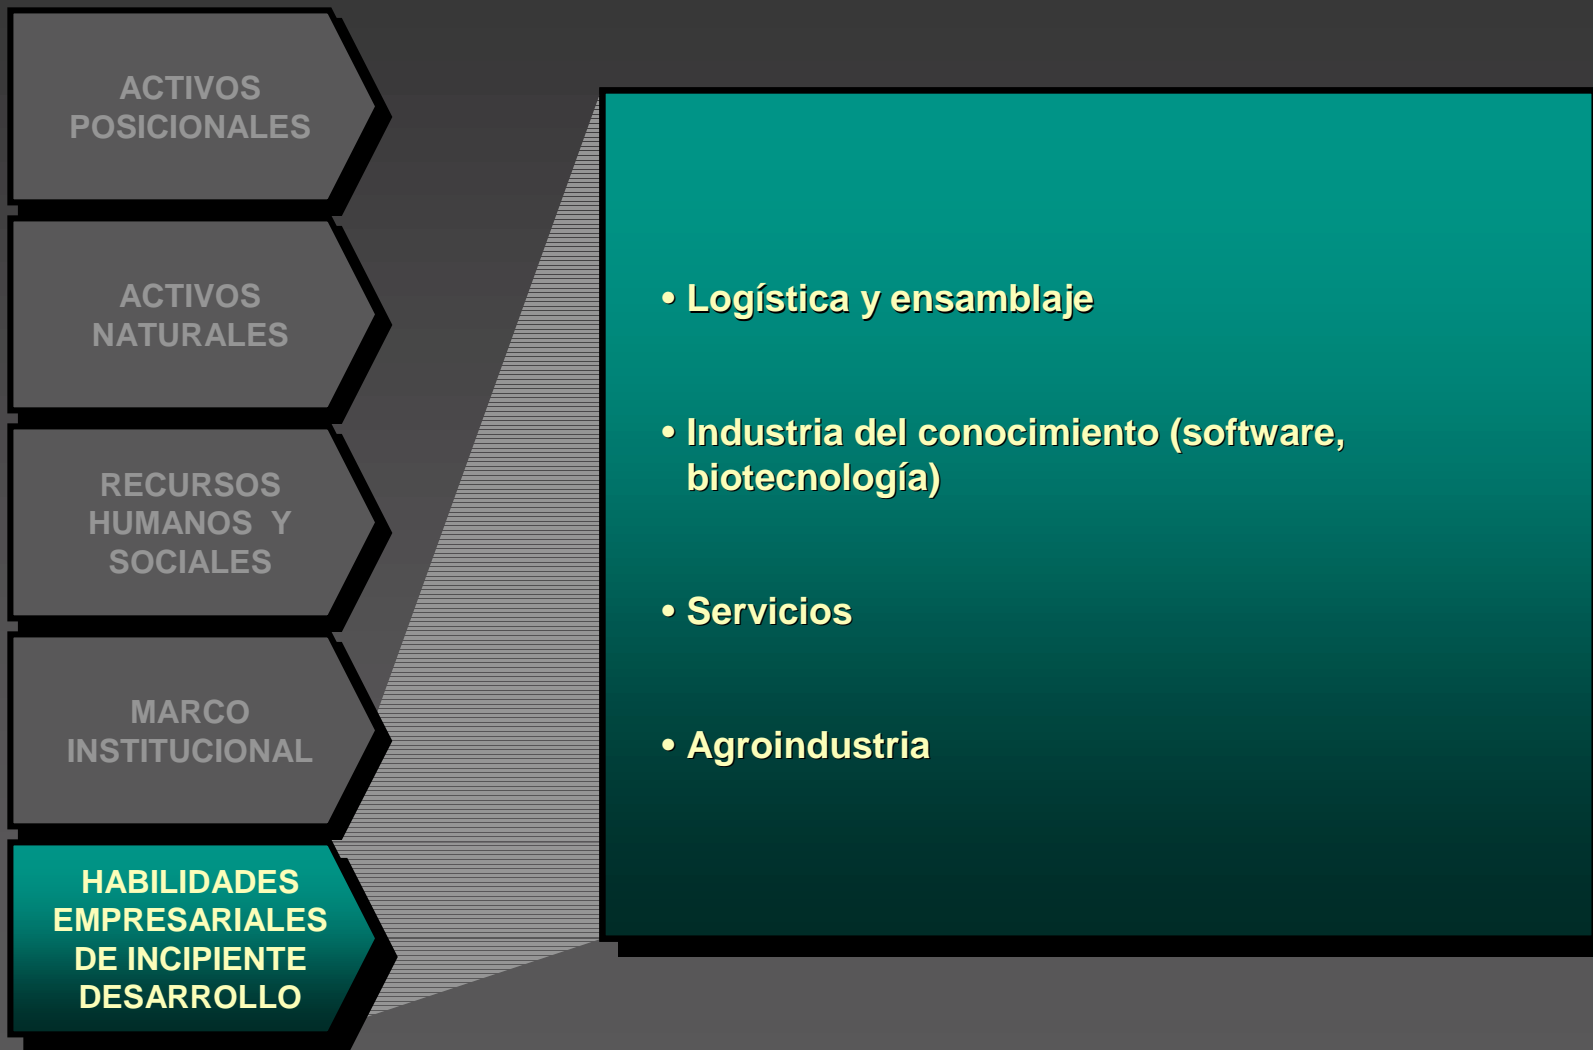 ACTIVOS
POSICIONALES
ACTIVOS
NATURALES
RECURSOS
HUMANOS Y
SOCIALES
MARCO
INSTITUCIONAL
HABILIDADES
EMPRESARIALES
DE INCIPIENTE
DESARROLLO
• Logística y ensamblaje
• Industria del conocimiento (software,
biotecnología)
• Servicios
• Agroindustria